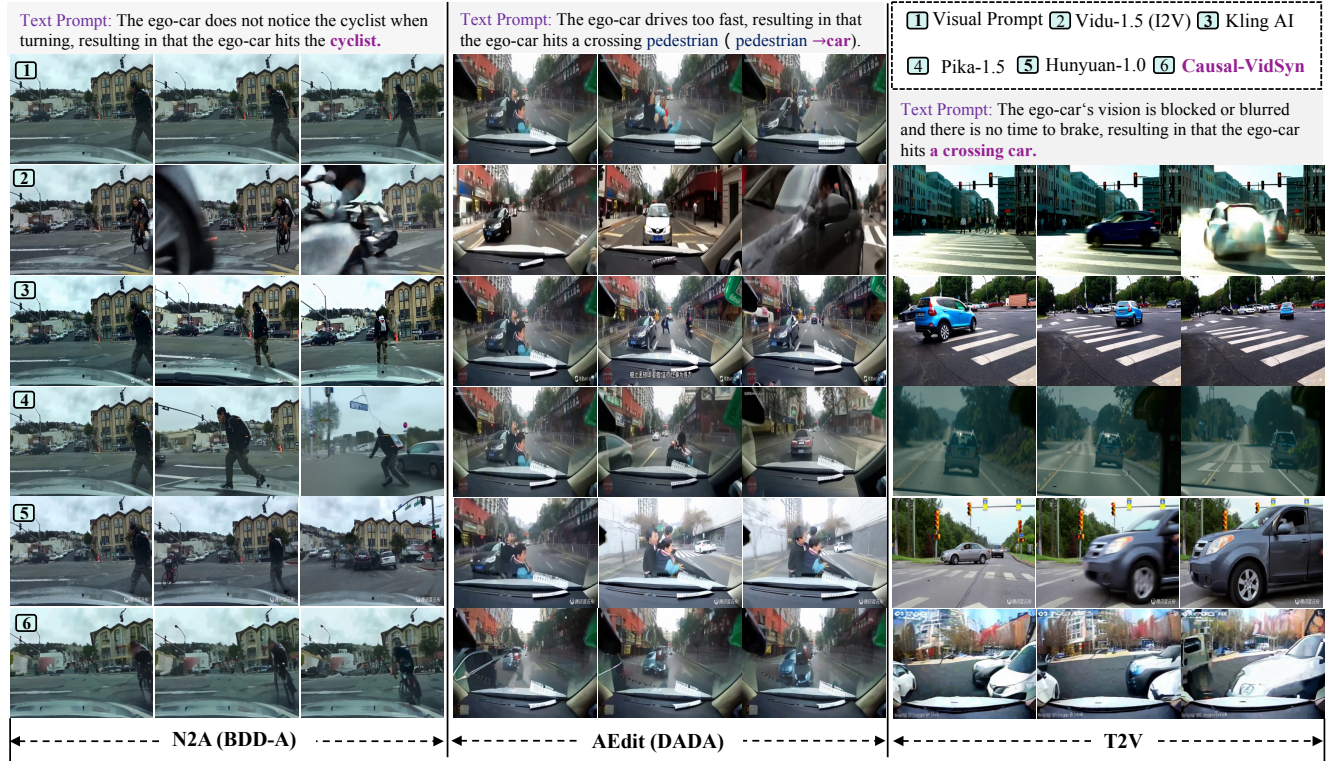 Text Prompt: The ego-car does not notice the cyclist when
turning, resulting in that the ego-car hits the cyclist.
1
2
3
4
5
6
N2A (BDD-A)
Text Prompt: The ego-car drives too fast, resulting in that
the ego-car hits a crossing pedestrian ( pedestrian →car).
AEdit (DADA)
1 Visual Prompt 2 Vidu-1.5 (I2V) 3 Kling AI
4 Pika-1.5 5 Hunyuan-1.0 6 Causal-VidSyn
Text Prompt: The ego-car‘s vision is blocked or blurred
and there is no time to brake, resulting in that the ego-car
hits a crossing car.
Vidu
Vidu
Vidu
T2V